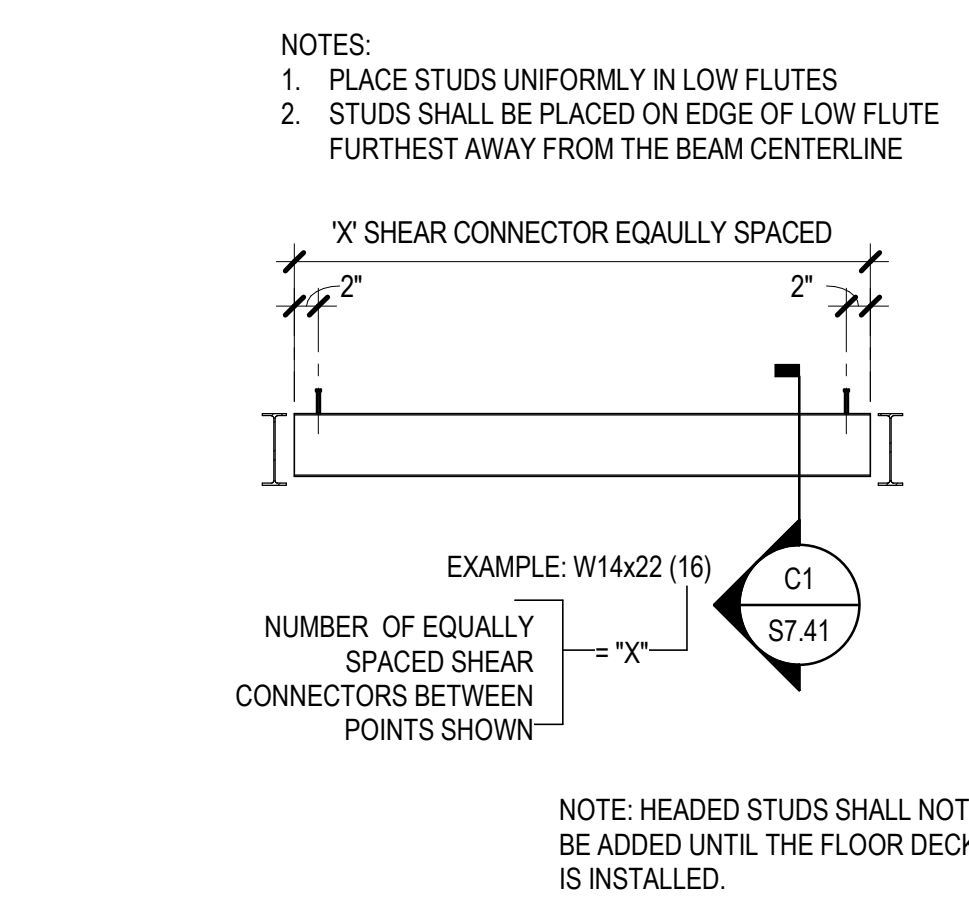 NOTES:
1. PLACE STUDS UNIFORMLY IN LOW FLUTES
2. STUDS SHALL BE PLACED ON EDGE OF LOW FLUTE
FURTHEST AWAY FROM THE BEAM CENTERLINE
'X' SHEAR CONNECTOR EQAULLY SPACED
2" 2"
EXAMPLE: W14x22 (16)
C1
S7.41
NUMBER OF EQUALLY
SPACED SHEAR
CONNECTORS BETWEEN
POINTS SHOWN
= "X"
NOTE: HEADED STUDS SHALL NOT
BE ADDED UNTIL THE FLOOR DECK
IS INSTALLED.